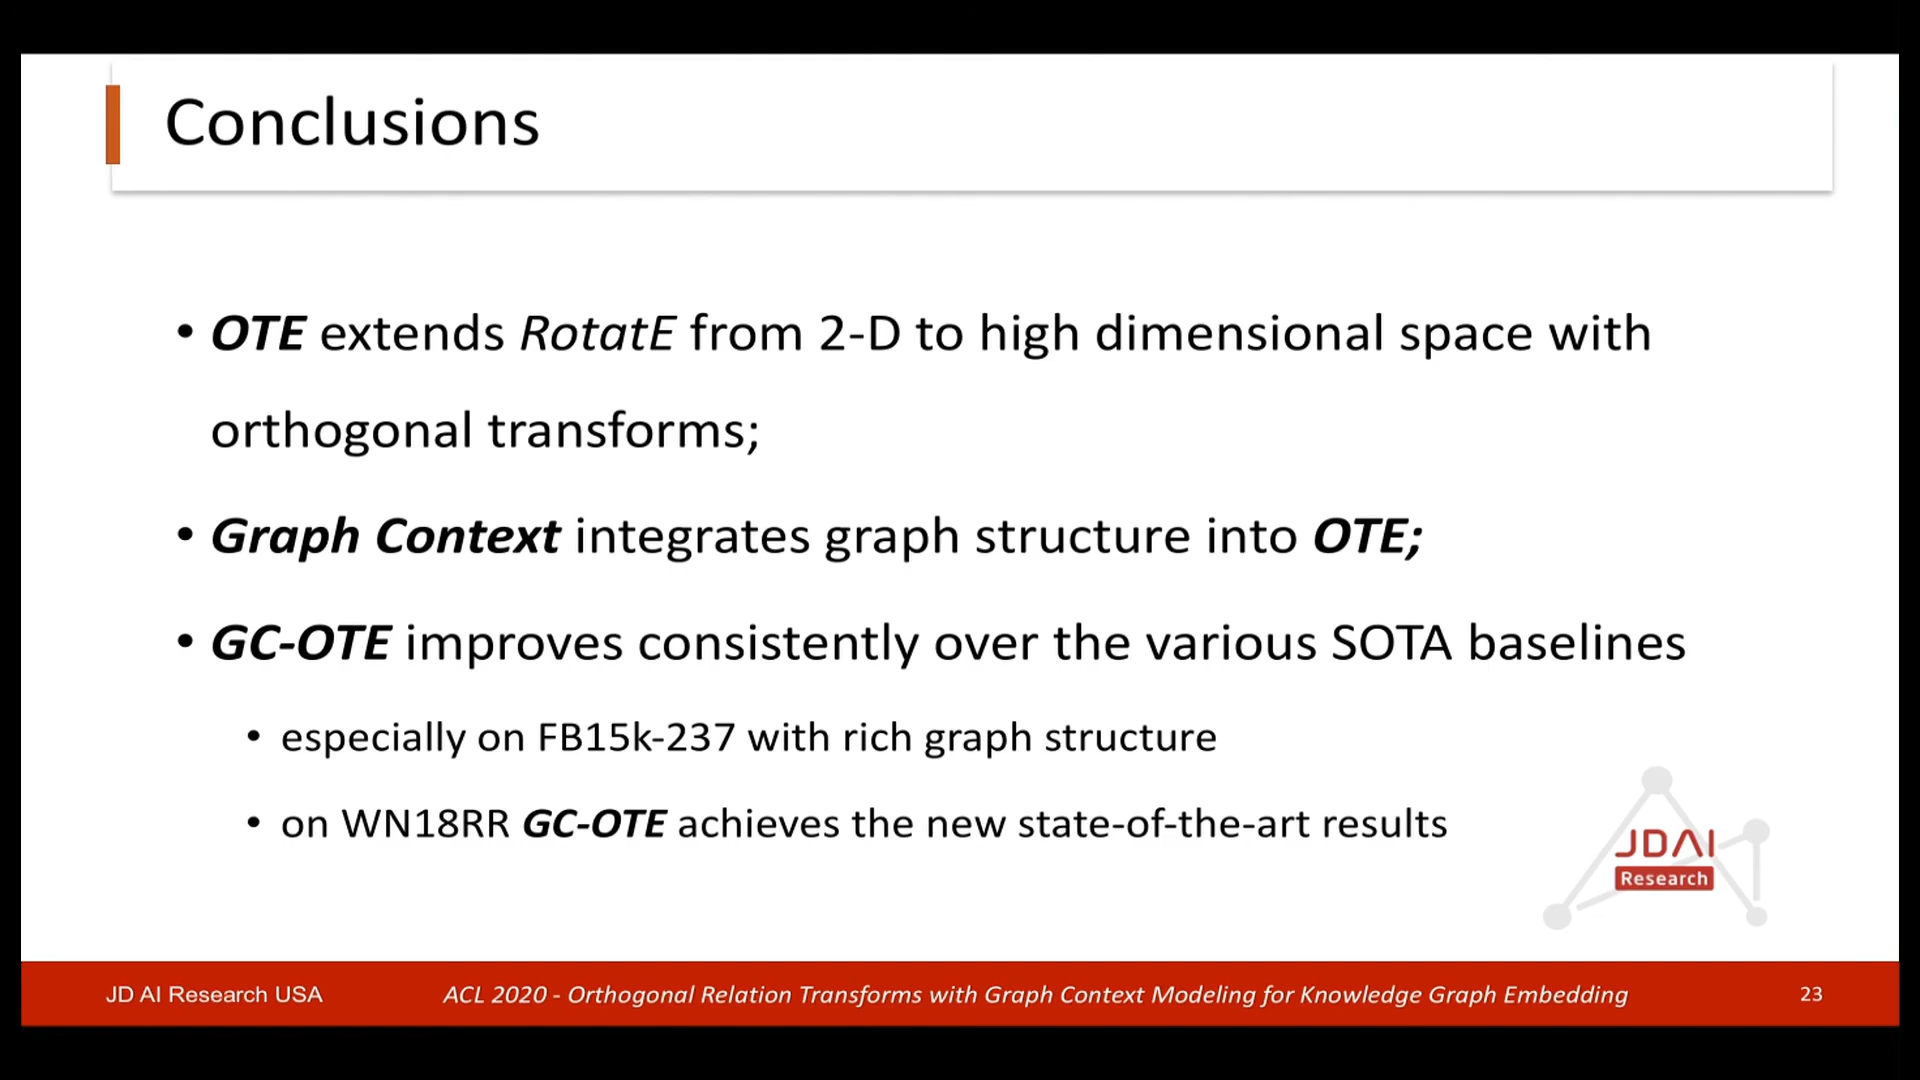 Conclusions
• OTE extends RotatE from 2-D to high dimensional space with
orthogonal transforms;
• Graph Context integrates graph structure into OTE;
• GC-OTE improves consistently over the various SOTA baselines
• especially on FB15k-237 with rich graph structure
• on WN18RR GC-OTE achieves the new state-of-the-art results
JDAI
Research
JD AI Research USA
ACL 2020 - Orthogonal Relation Transforms with Graph Context Modeling for Knowledge Graph Embedding
23